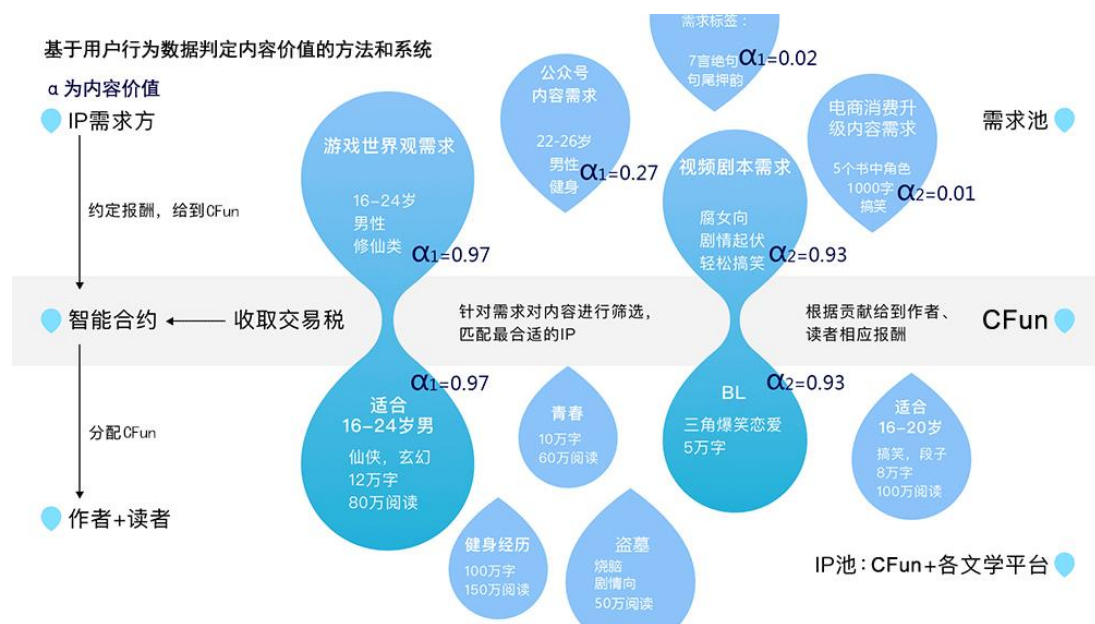 基于用户行为数据判定内容价值的方法和系统
α为内容价值
IP需求方
约定报酬，给到CFun
智能合约
收取交易税
分配CFun
作者+读者
游戏世界观需求
16-24岁
男性
修仙类
α1=0.97
公众号
内容需求
22-26岁
男性
健身
α1=0.27
需求标签：
7言绝句
句尾押韵
α1=0.02
视频剧本需求
腐女向
剧情起伏
轻松搞笑
α2=0.93
电商消费升
级内容需求
5个书中角色
1000字
搞笑
α2=0.01
需求池
针对需求对内容进行筛选，
匹配最合适的IP
根据贡献给到作者、
读者相应报酬
CFun
α1=0.97
适合
16-24岁男
仙侠，玄幻
12万字
80万阅读
青春
10万字
60万阅读
α2=0.93
BL
三角爆笑恋爱
5万字
适合
16-20岁
搞笑，段子
8万字
100万阅读
健身经历
100万字
150万阅读
盗墓
烧脑
剧情向
50万阅读
IP池：CFun+各文学平台